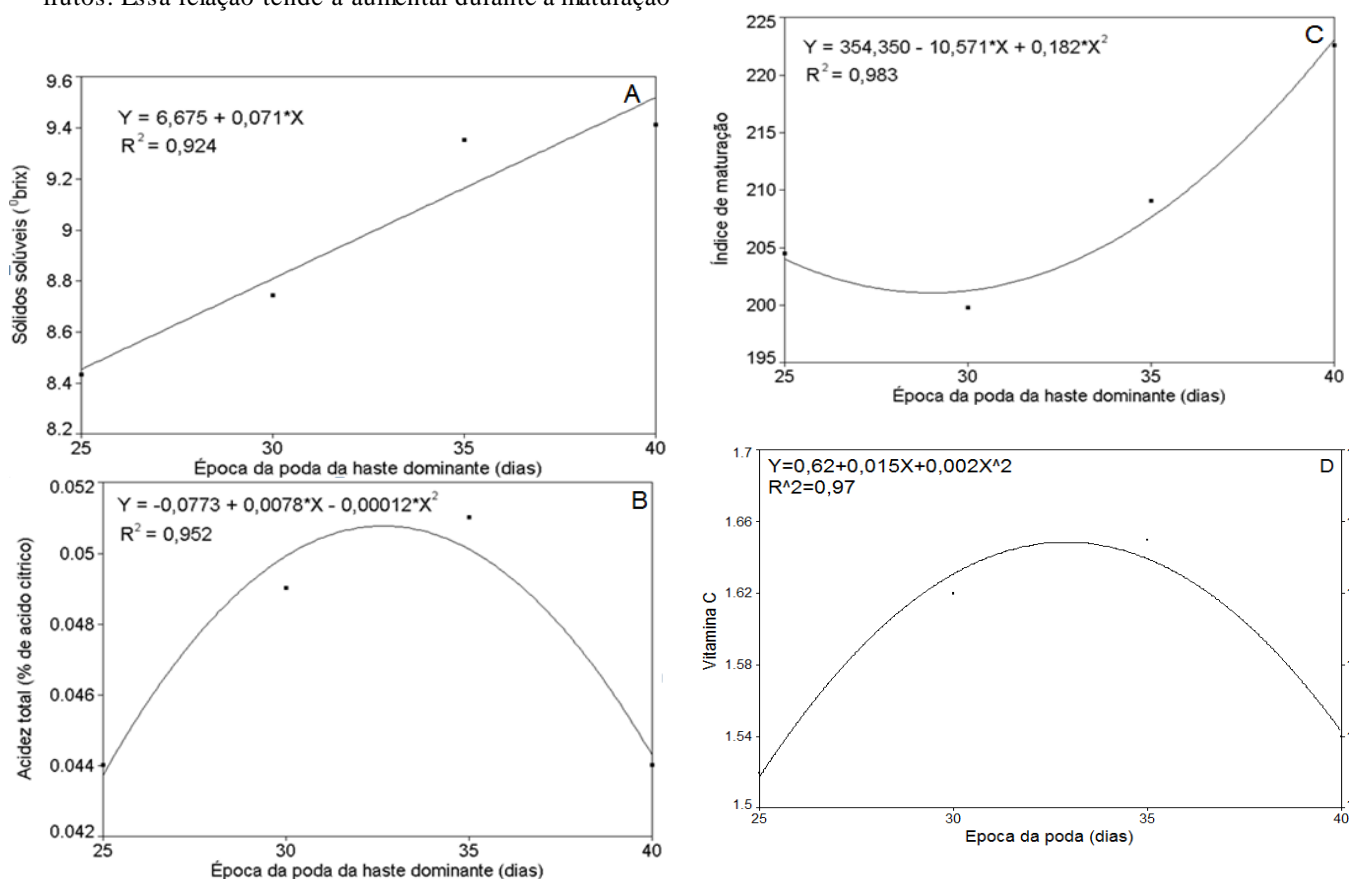 frutos. Essa relação tende a aumentar durante a maturação
A
Y = 6,675 + 0,071*X
R² = 0,924
Sólidos solúveis (⁰brix)
9.6
9.4
9.2
9
8.8
8.6
8.4
8.2
25 30 35 40
Época da poda da haste dominante (dias)
B
Y = -0,0773 + 0,0078*X - 0,00012*X²
R² = 0,952
Acidez total (% de acido cítrico)
0.052
0.05
0.048
0.046
0.044
0.042
25 30 35 40
Época da poda da haste dominante (dias)
C
Y = 354,350 - 10,571*X + 0,182*X²
R² = 0,983
Índice de maturação
225
220
215
210
205
200
195
25 30 35 40
Época da poda da haste dominante (dias)
D
Y=0,62+0,015X+0,002X^2
R^2=0,97
Vitamina C
1.7
1.66
1.62
1.58
1.54
1.5
25 30 35 40
Epoca da poda (dias)